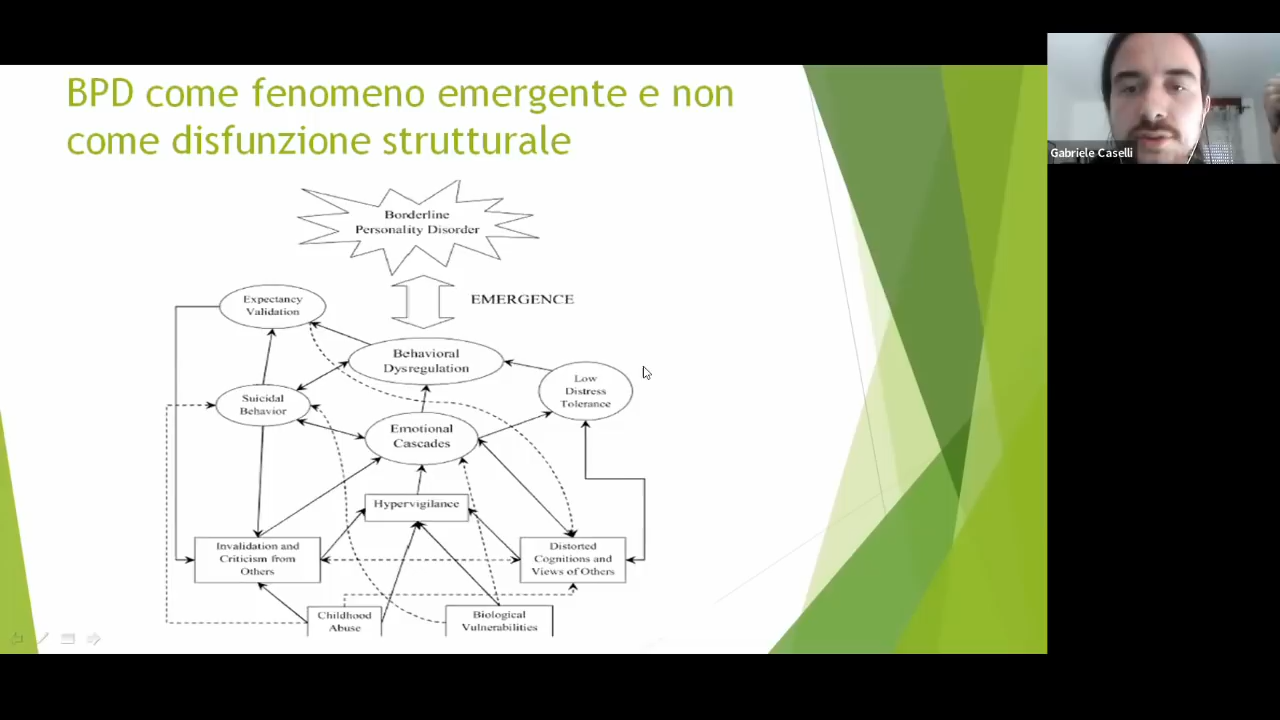 BPD come fenomeno emergente e non
come disfunzione strutturale
Gabriele Caselli
Borderline
Personality Disorder
EMERGENCE
Expectancy
Validation
Behavioral
Dysregulation
Low
Distress
Tolerance
Suicidal
Behavior
Emotional
Cascades
Hypervigilance
Invalidation and
Criticism from
Others
Distorted
Cognitions and
Views of Others
Childhood
Abuse
Biological
Vulnerabilities